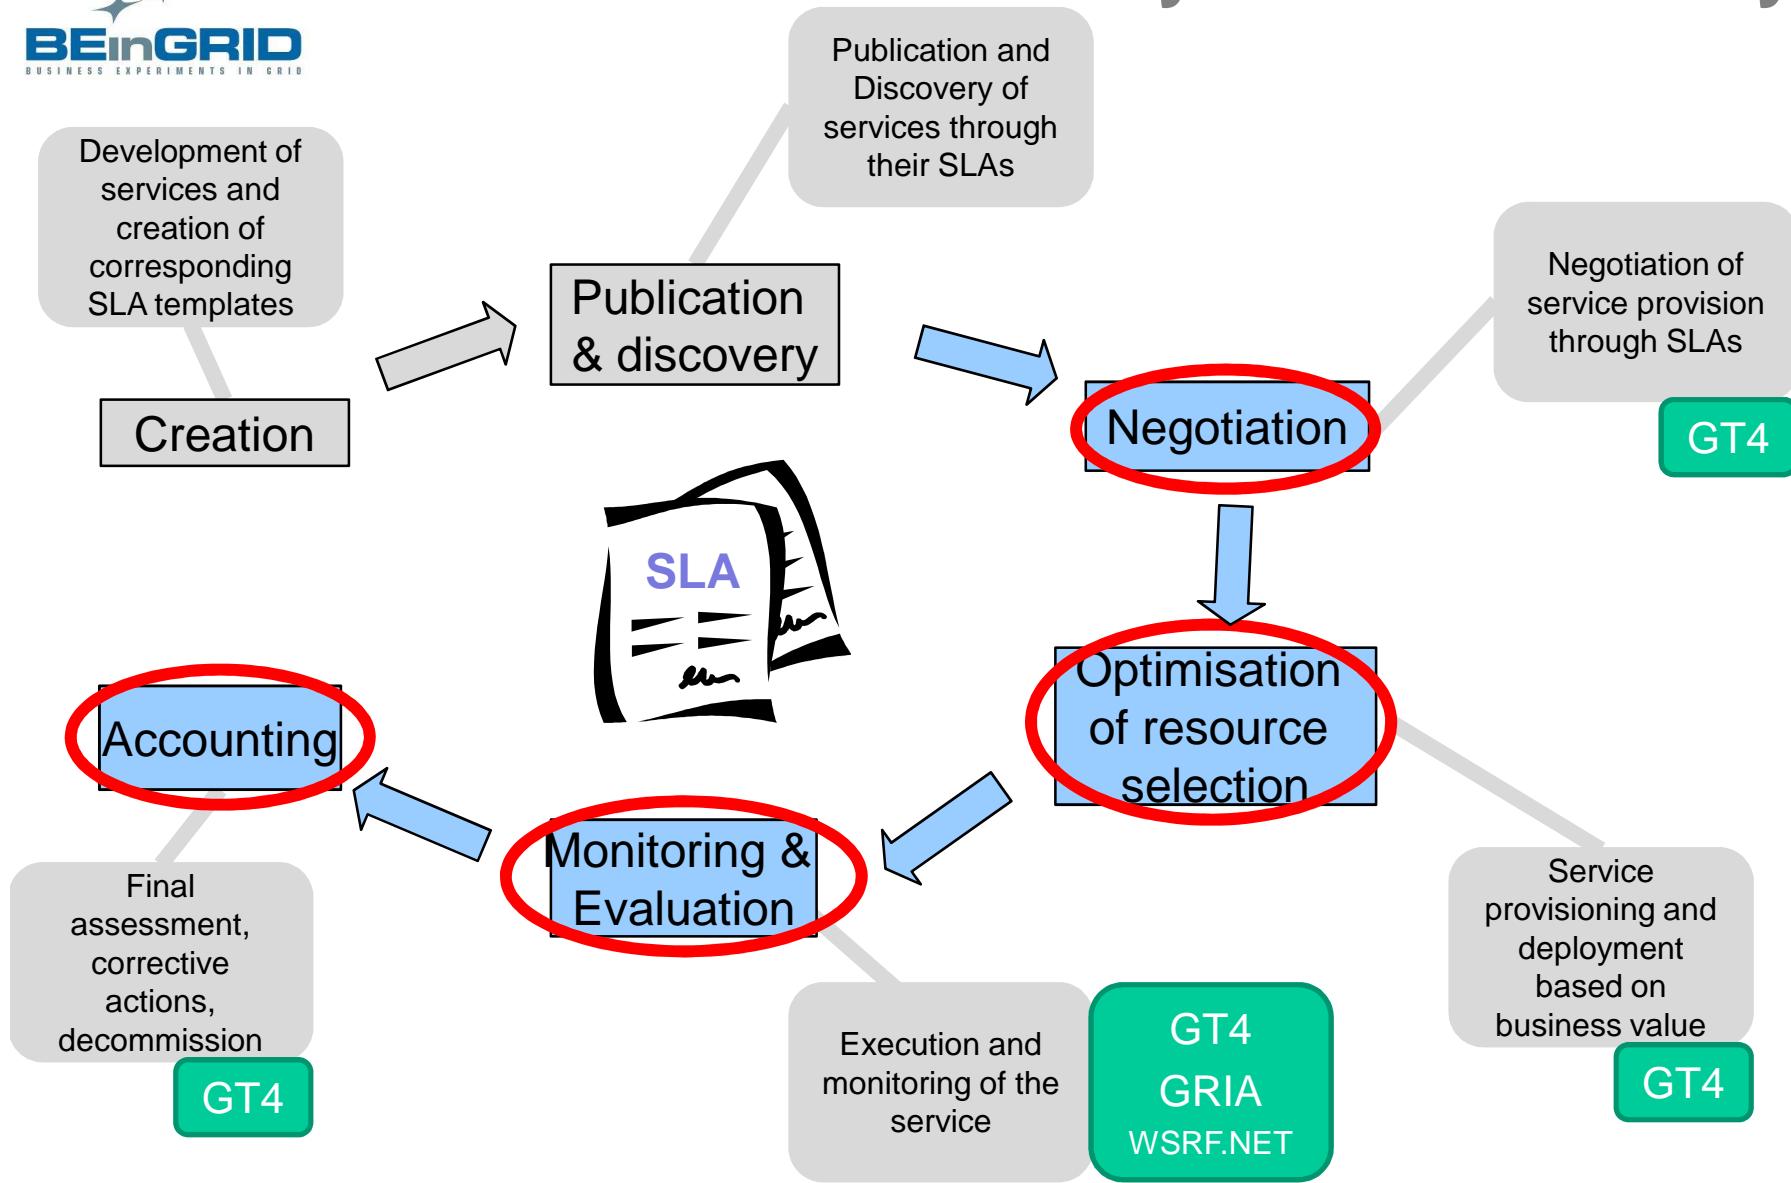 BEinGRID
BUSINESS EXPERIMENTS IN GRID
Publication and
Discovery of
services through
their SLAs
Development of
services and
creation of
corresponding
SLA templates
Negotiation of
service provision
through SLAs
GT4
Publication
& discovery
Creation
Negotiation
SLA
Optimisation
of resource
selection
Accounting
Monitoring &
Evaluation
Final
assessment,
corrective
actions,
decommission
GT4
Execution and
monitoring of the
service
GT4
GRIA
WSRF.NET
Service
provisioning and
deployment
based on
business value
GT4